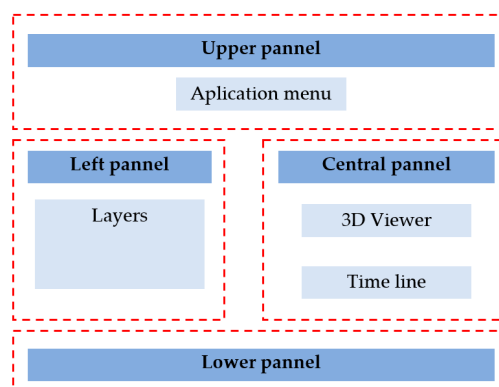 Upper pannel
Aplication menu
Left pannel
Layers
Central pannel
3D Viewer
Time line
Lower pannel